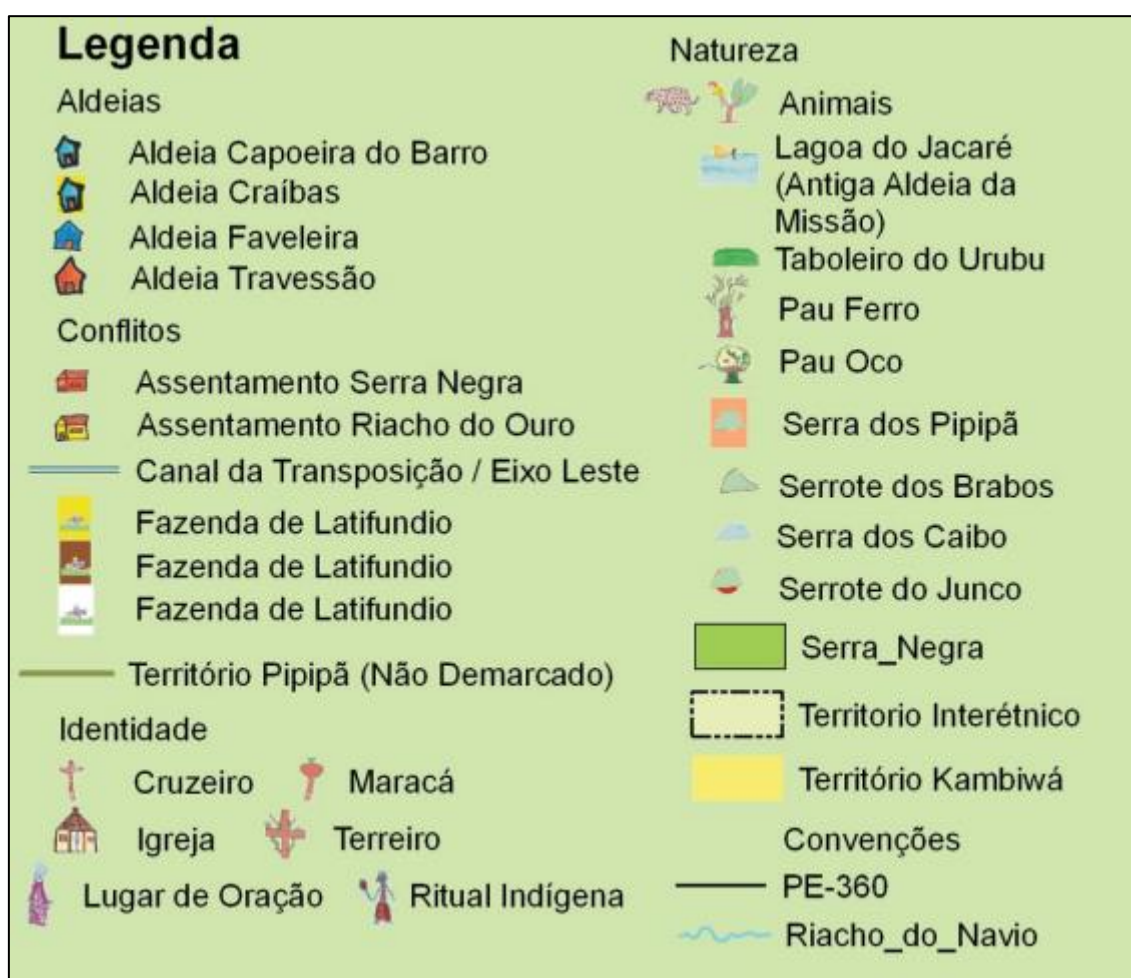 Legenda
Aldeias
Aldeia Capoeira do Barro
Aldeia Craíbas
Aldeia Faveleira
Aldeia Travessão
Conflitos
Assentamento Serra Negra
Assentamento Riacho do Ouro
Canal da Transposição / Eixo Leste
Fazenda de Latifundio
Fazenda de Latifundio
Fazenda de Latifundio
Território Pipipã (Não Demarcado)
Identidade
Cruzeiro Maracá
Igreja Terreiro
Lugar de Oração Ritual Indígena
Natureza
Animais
Lagoa do Jacaré
(Antiga Aldeia da
Missão)
Taboleiro do Urubu
Pau Ferro
Pau Oco
Serra dos Pipipã
Serrote dos Brabos
Serra dos Caibo
Serrote do Junco
Serra_Negra
Territorio Interétnico
Território Kambiwá
Convenções
PE-360
Riacho_do_Navio